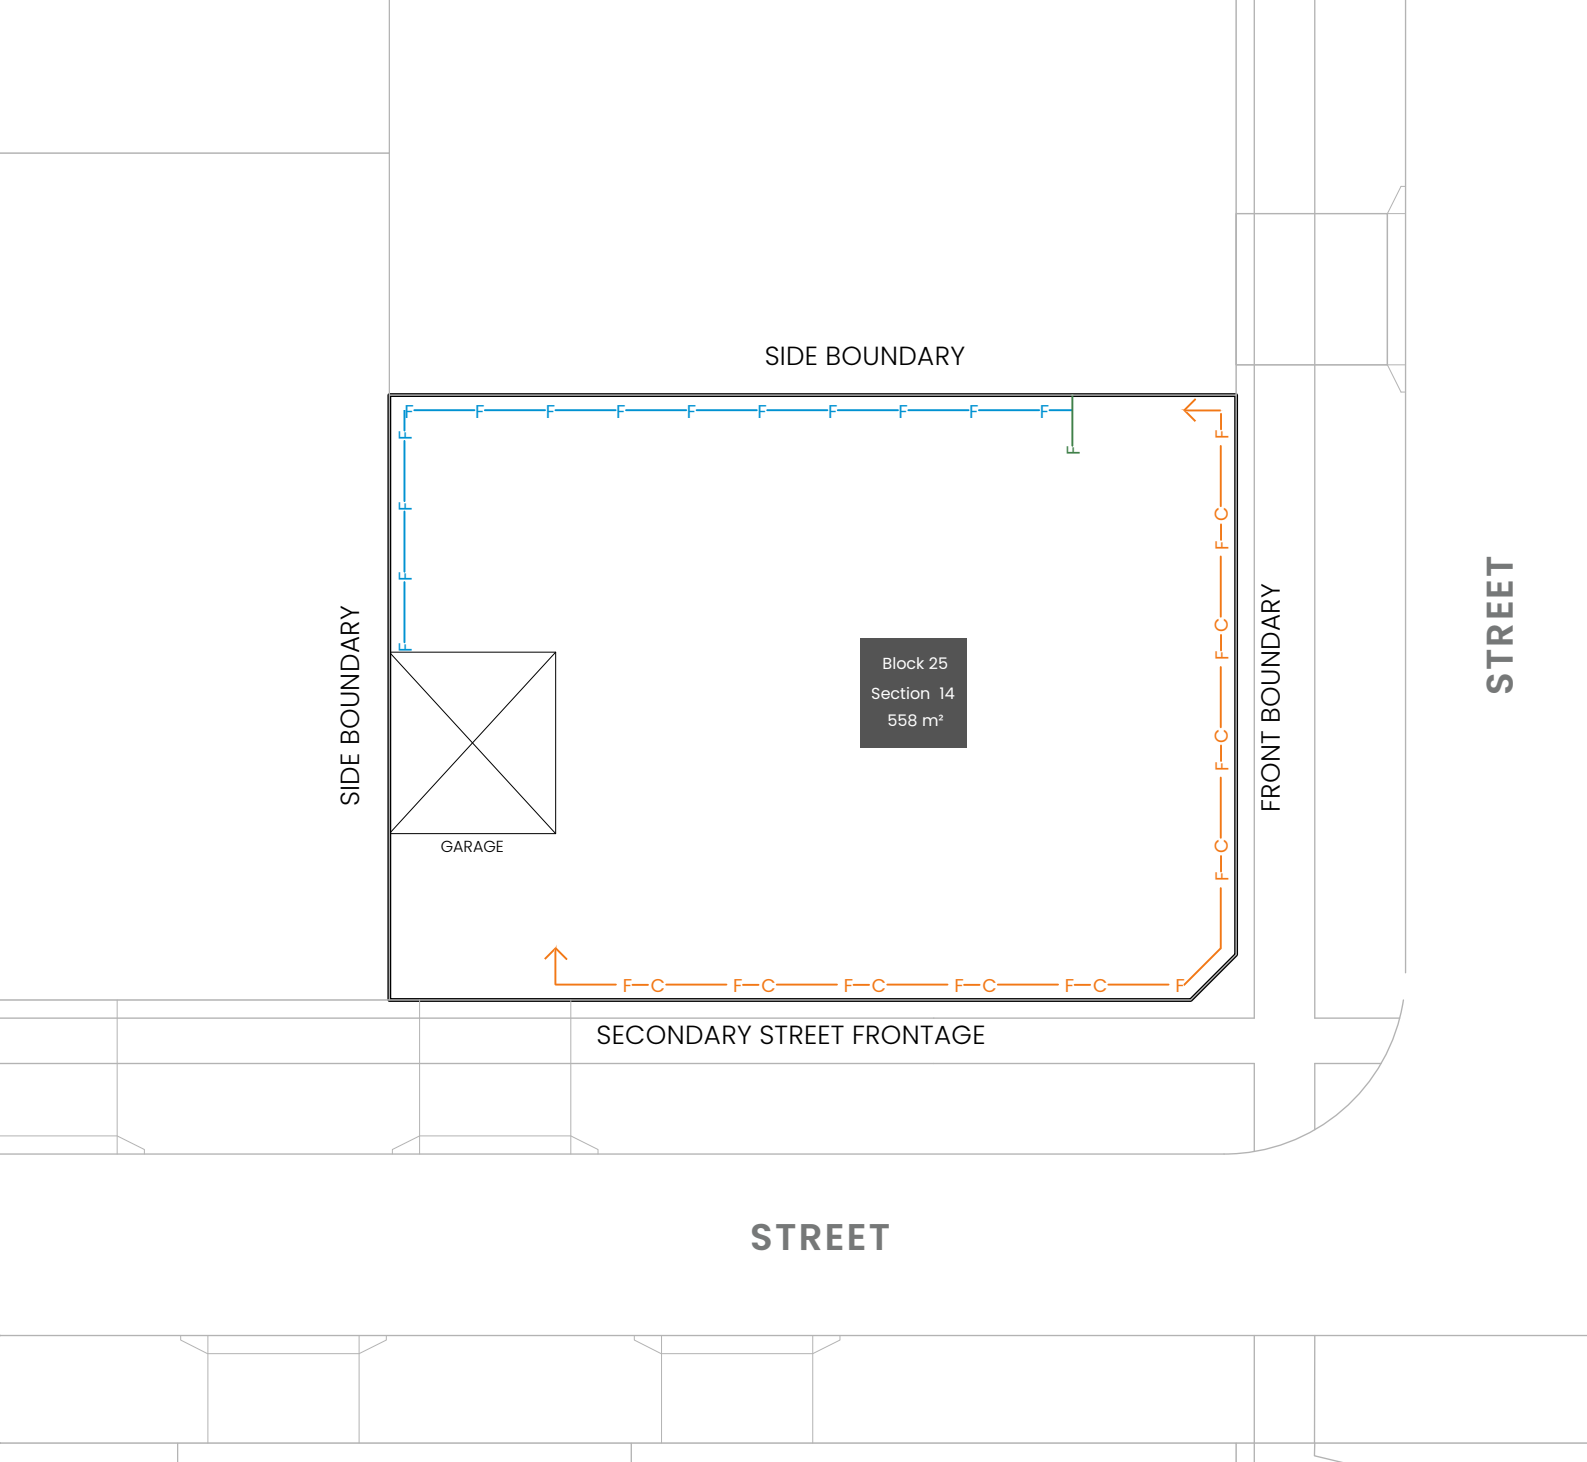 SIDE BOUNDARY
F F F F F F F F F F
F
F
F
F
F
F
C
F
C
F
C
F
C
F
SIDE BOUNDARY
Block 25
Section 14
558 m²
FRONT BOUNDARY
STREET
GARAGE
F C F C F C F C F C F
SECONDARY STREET FRONTAGE
STREET